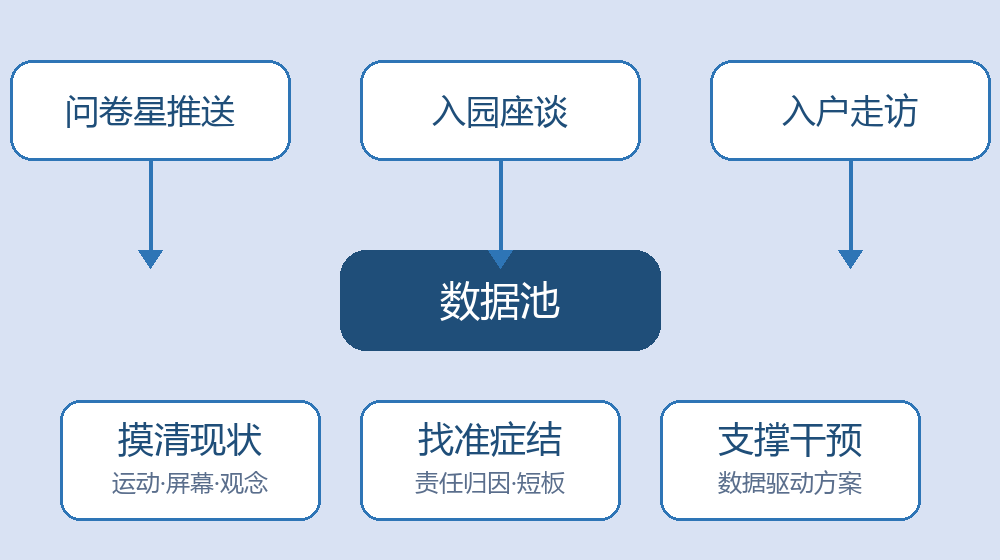 问卷星推送
入园座谈
入户走访
数据池
摸清现状
运动·屏幕·观念
找准症结
责任归因·短板
支撑干预
数据驱动方案